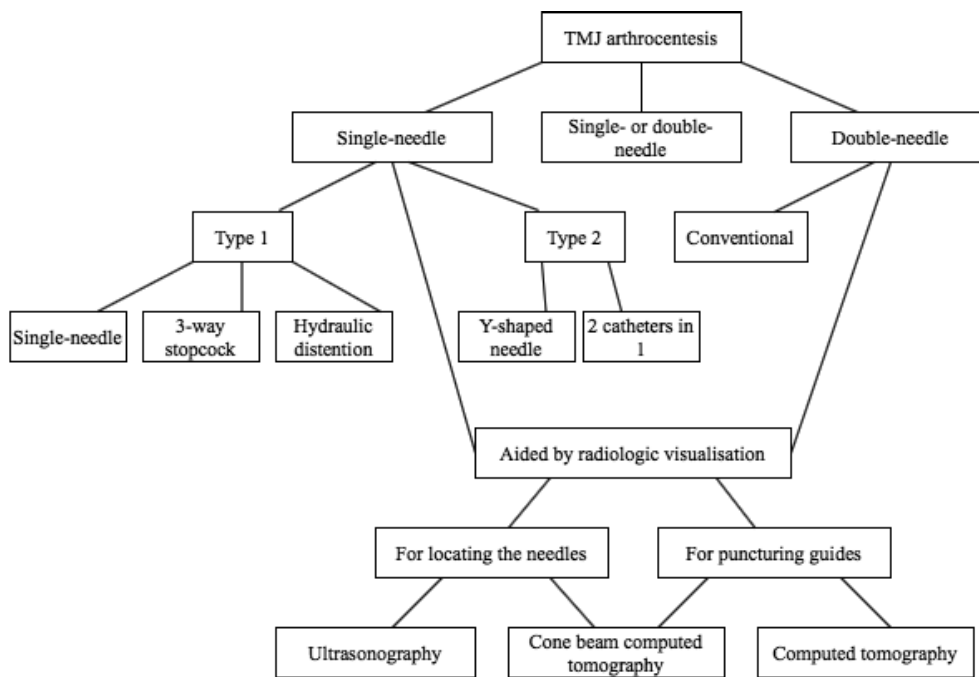 TMJ arthrocentesis
Single-needle
Single- or double-
needle
Double-needle
Type 1
Type 2
Conventional
Single-needle
3-way
stopcock
Hydraulic
distention
Y-shaped
needle
2 catheters in
1
Aided by radiologic visualisation
For locating the needles
For puncturing guides
Ultrasonography
Cone beam computed
tomography
Computed tomography